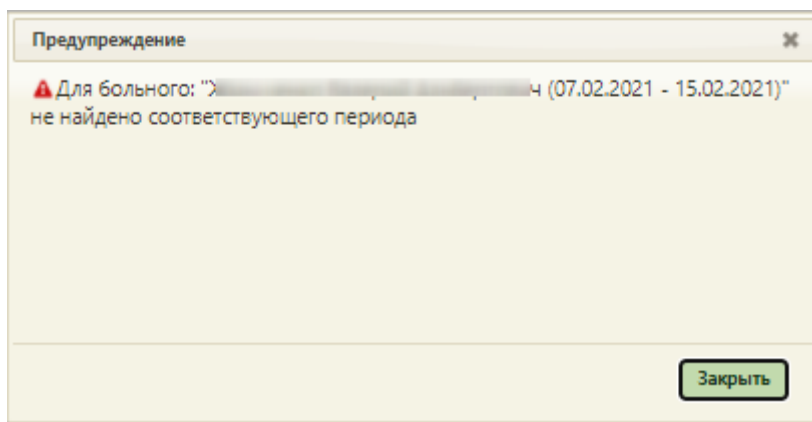 Предупреждение
Для больного: "Ж ч (07.02.2021 - 15.02.2021)"
не найдено соответствующего периода
Закрыть